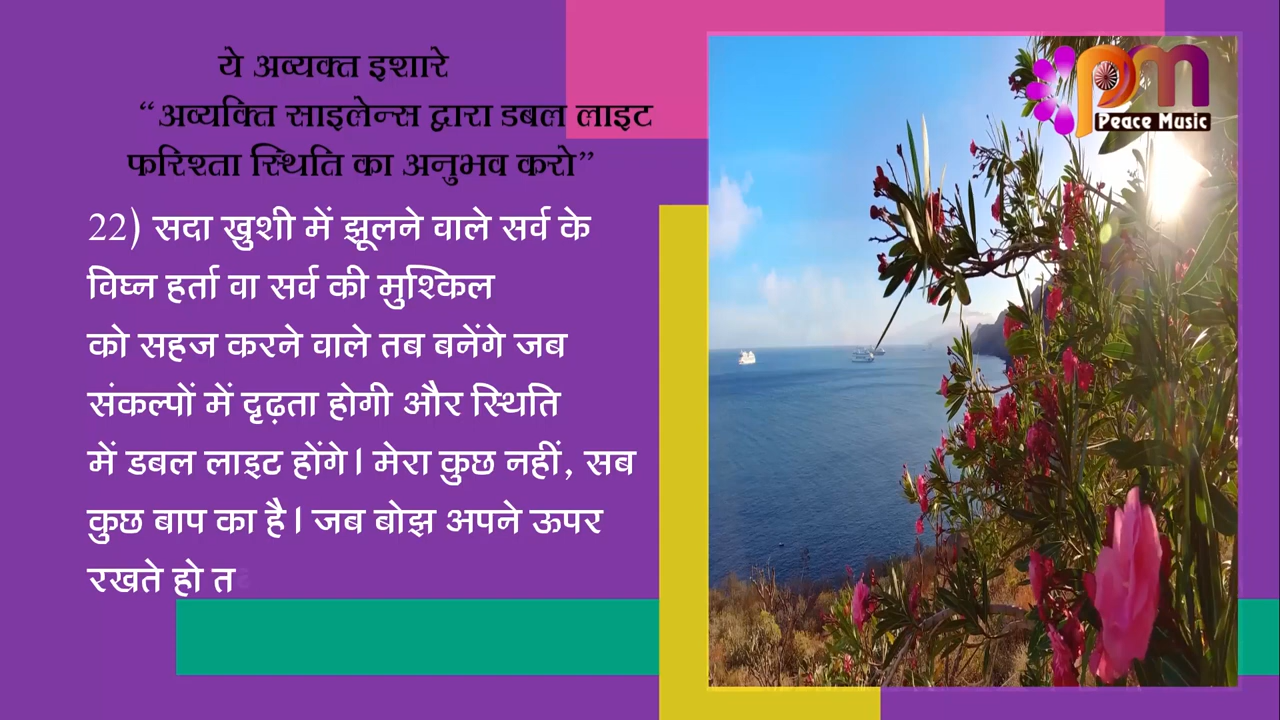 ये अव्यक्त इशारे
“अव्यक्ति साइलेन्स द्वारा डबल लाइट
फरिश्ता स्थिति का अनुभव करो”
22) सदा खुशी में झूलने वाले सर्व के
विघ्न हर्ता वा सर्व की मुश्किल
को सहज करने वाले तब बनेंगे जब
संकल्पों में दृढ़ता होगी और स्थिति
में डबल लाइट होंगे। मेरा कुछ नहीं, सब
कुछ बाप का है। जब बोझ अपने ऊपर
रखते हो त
pm
Peace Music